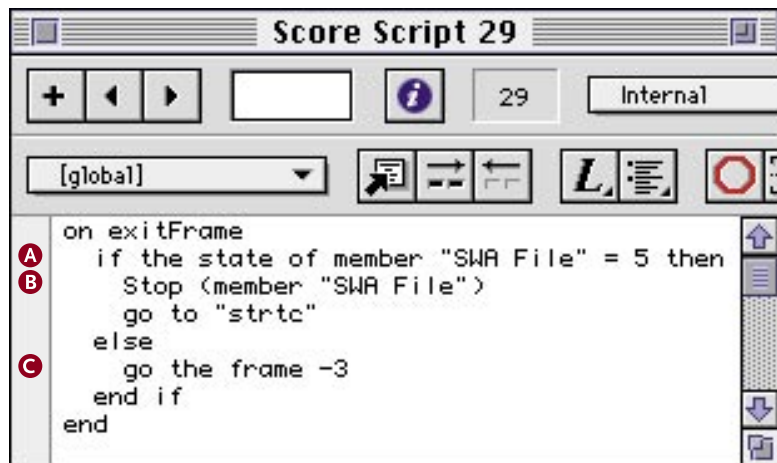 Score Script 29
29 Internal
[global] L
on exitFrame
A if the state of member "SWA File" = 5 then
B Stop (member "SWA File")
go to "strtc"
else
C go the frame -3
end if
end